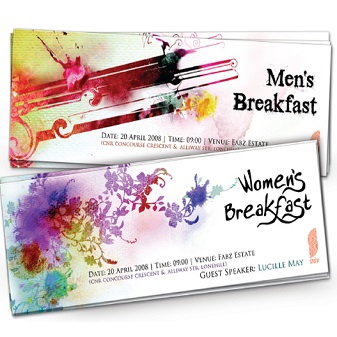 Men's
Breakfast
Date: 20 April 2008 | Time: 09:00 | Venue: Farz Estate
(cnr Concourse Crescent & Alliway Str, Lonehill)
Women's
Breakfast
Date: 20 April 2008 | Time: 09:00 | Venue: Farz Estate
(cnr Concourse Crescent & Alliway Str, Lonehill)
Guest Speaker: Lucille May